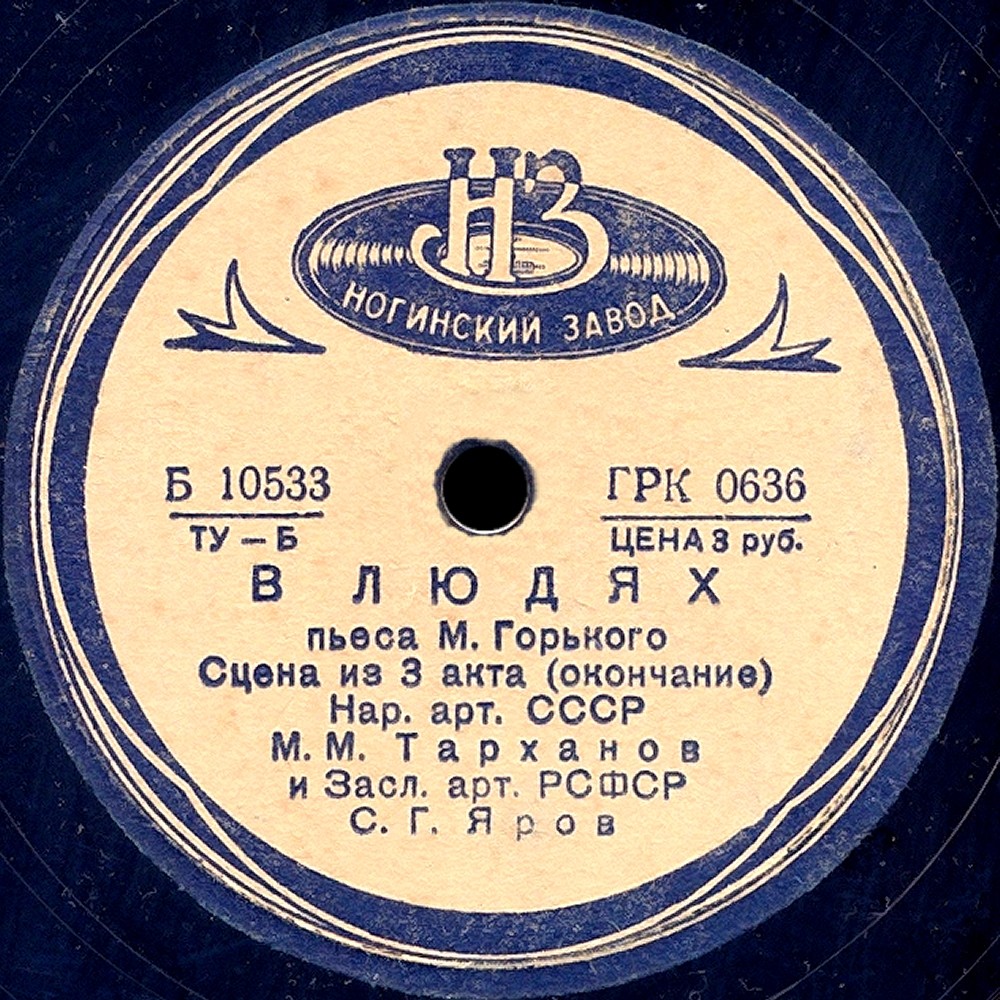 НЗ
НОГИНСКИЙ ЗАВОД
Б 10533
ТУ – Б
ГРК 0636
ЦЕНА 3 руб.
В ЛЮДЯХ
пьеса М. Горького
Сцена из 3 акта (окончание)
Нар. арт. СССР
М. М. Тарханов
и Засл. арт. РСФСР
С. Г. Яров